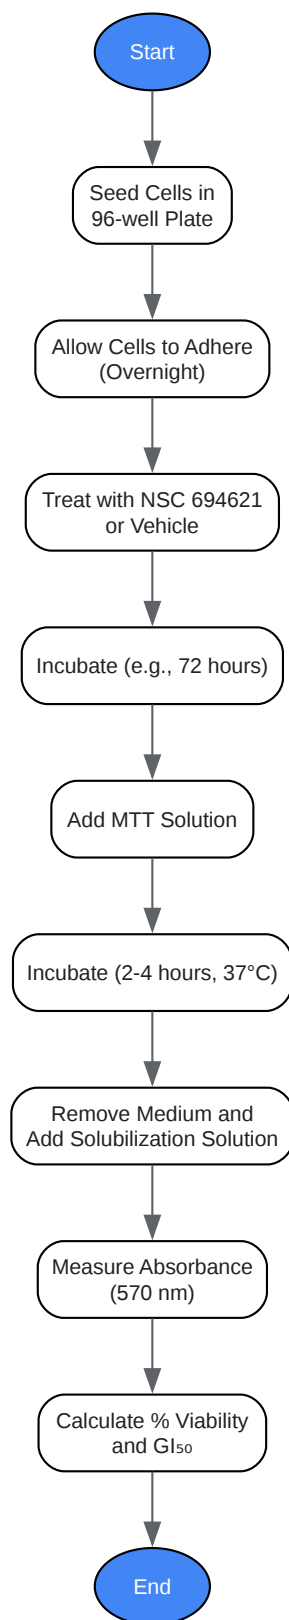 Start
Seed Cells in
96-well Plate
Allow Cells to Adhere
(Overnight)
Treat with NSC 694621
or Vehicle
Incubate (e.g., 72 hours)
Add MTT Solution
Incubate (2-4 hours, 37°C)
Remove Medium and
Add Solubilization Solution
Measure Absorbance
(570 nm)
Calculate % Viability
and GI₅₀
End